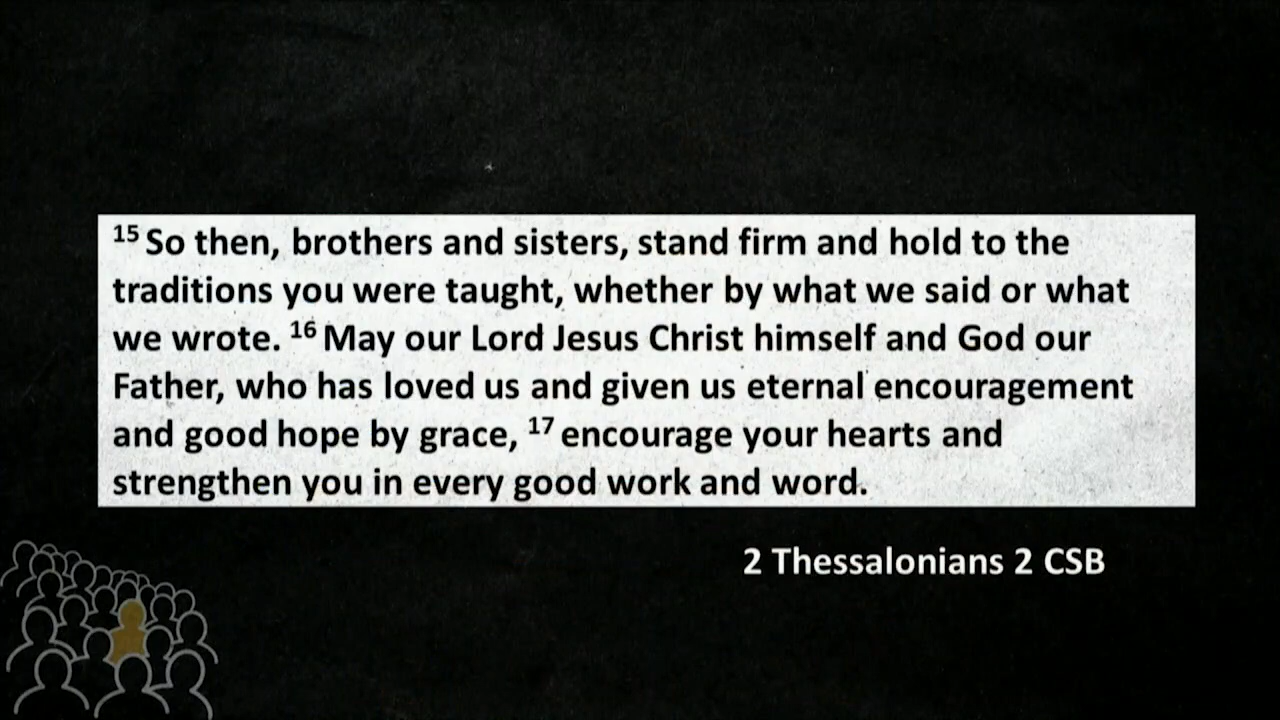 15 So then, brothers and sisters, stand firm and hold to the
traditions you were taught, whether by what we said or what
we wrote. 16 May our Lord Jesus Christ himself and God our
Father, who has loved us and given us eternal encouragement
and good hope by grace, 17 encourage your hearts and
strengthen you in every good work and word.
2 Thessalonians 2 CSB